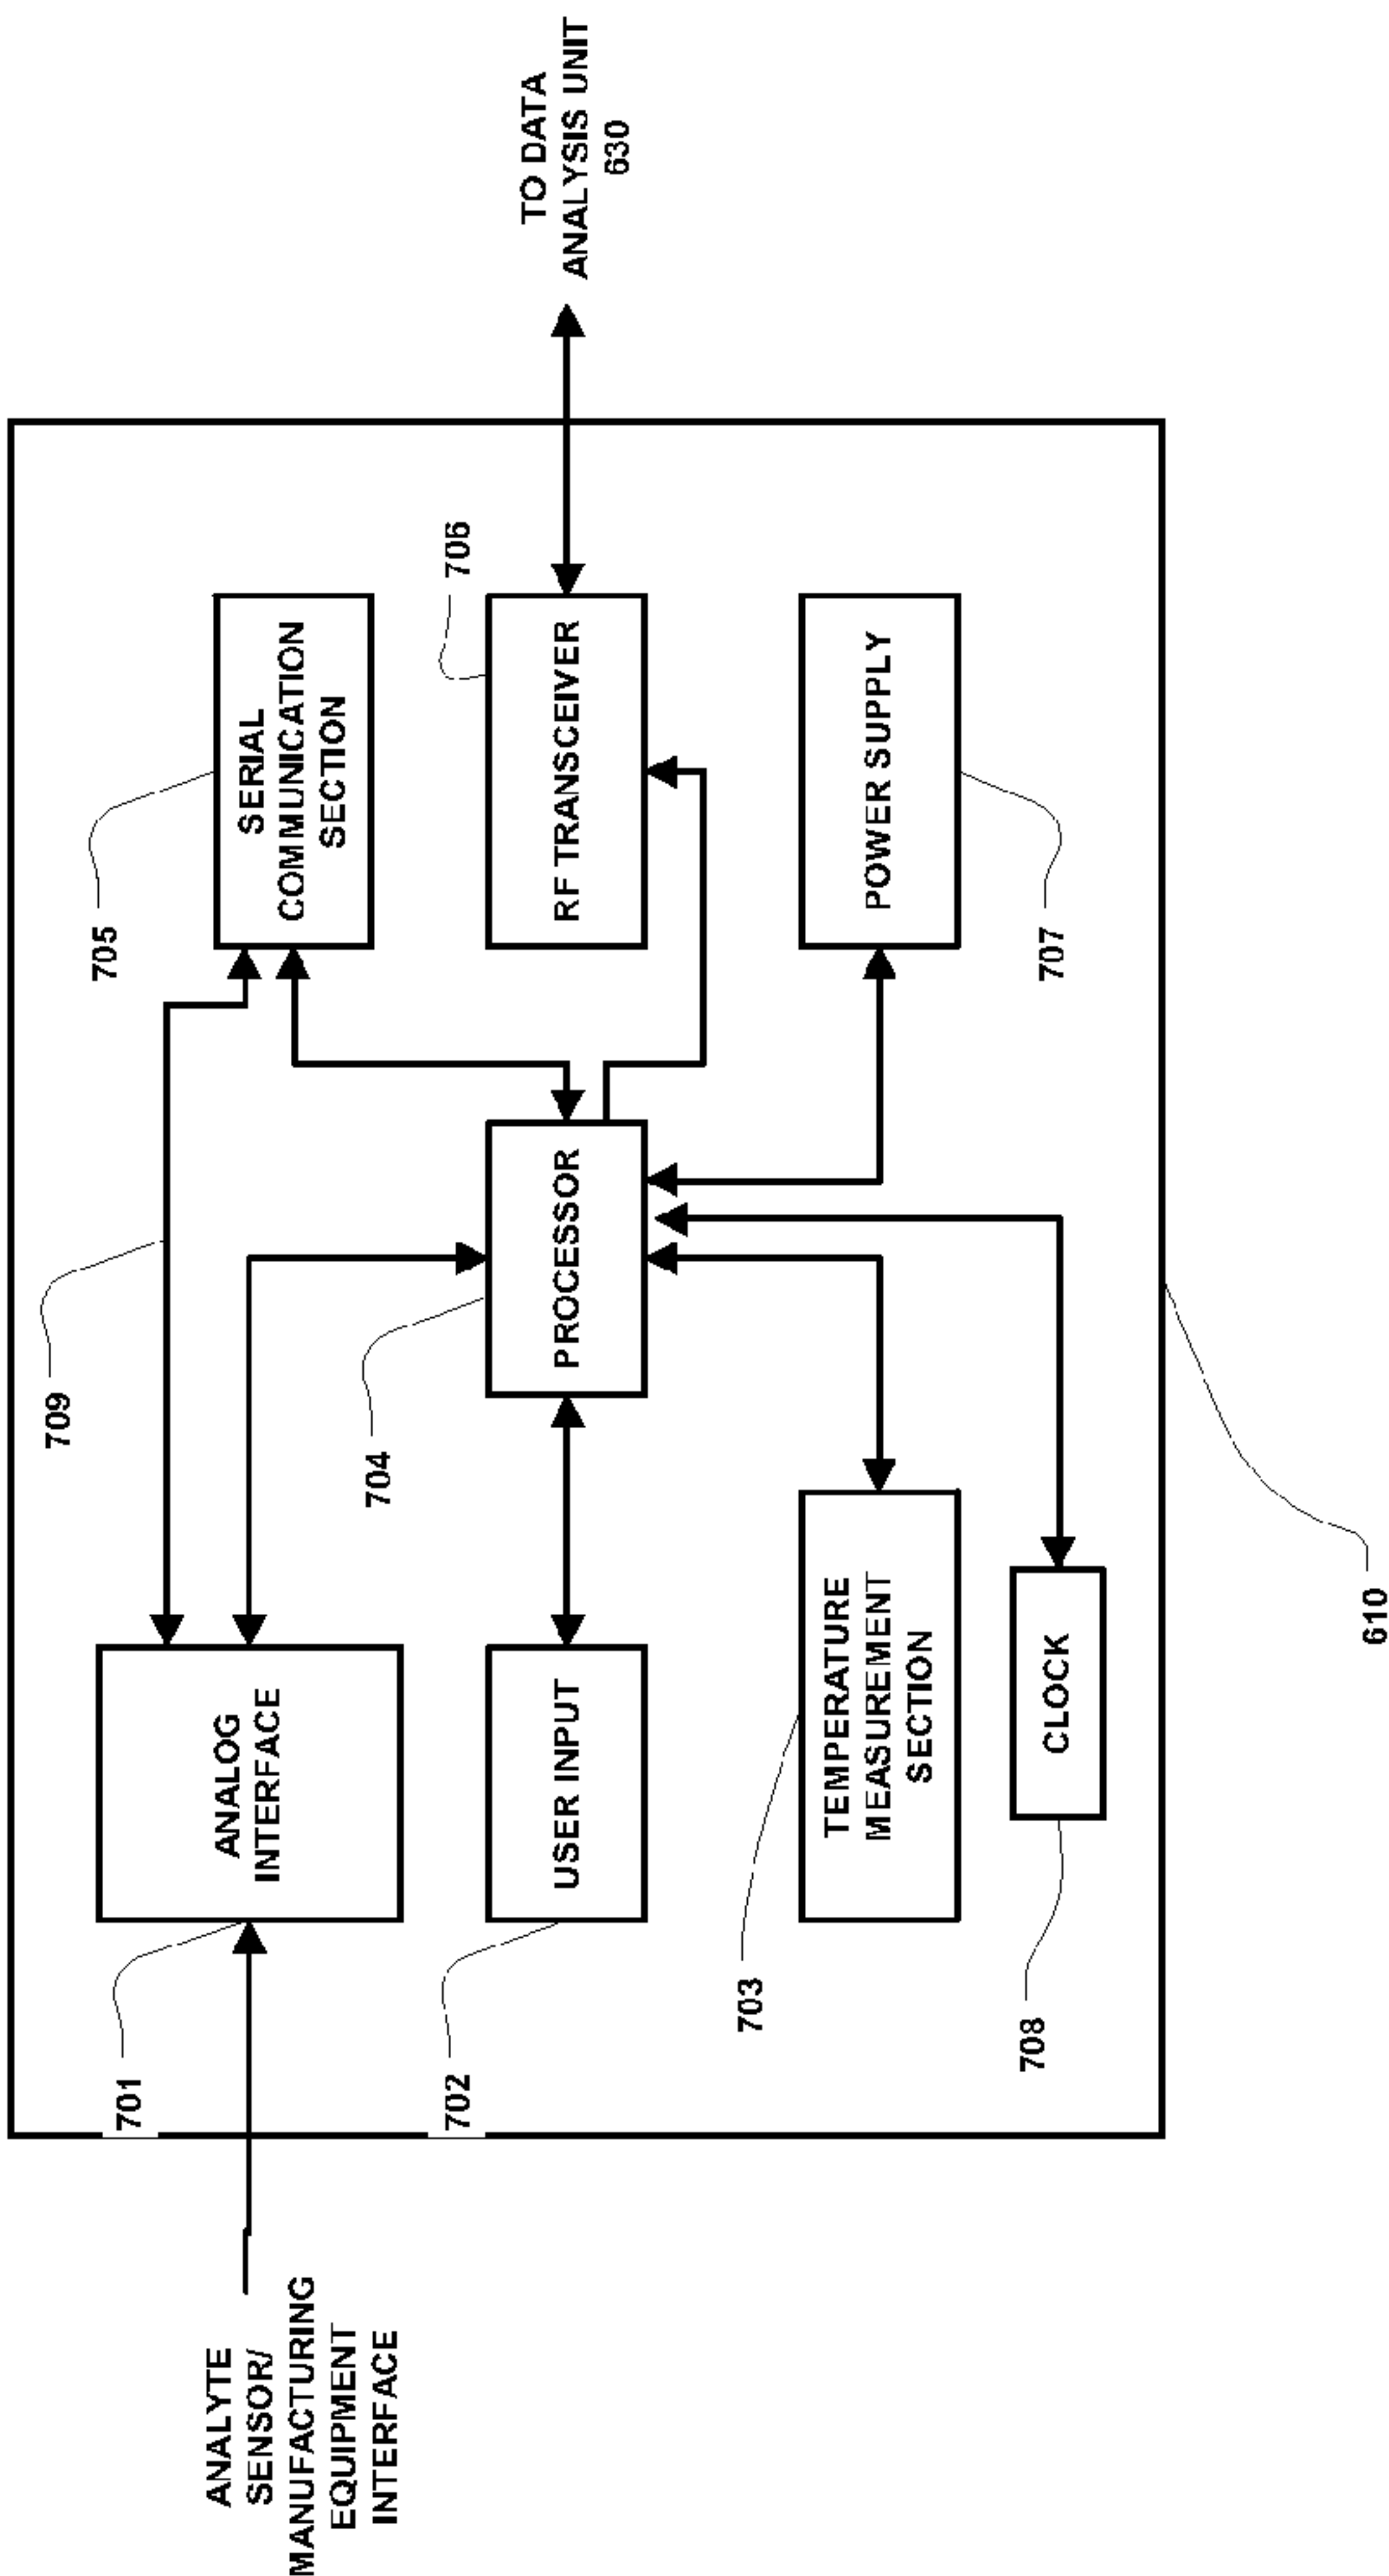 ANALYTE
SENSOR/
MANUFACTURING
EQUIPMENT
INTERFACE
701
ANALOG
INTERFACE
709
705
SERIAL
COMMUNICATION
SECTION
702
USER INPUT
704
PROCESSOR
706
RF TRANSCEIVER
TO DATA
ANALYSIS UNIT
630
703
TEMPERATURE
MEASUREMENT
SECTION
707
POWER SUPPLY
708
CLOCK
610